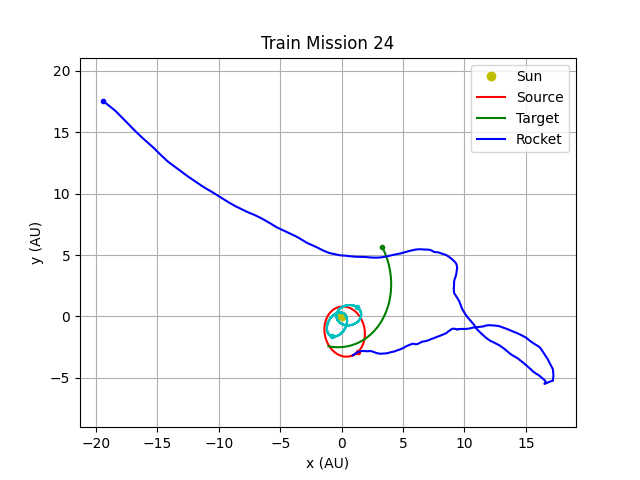 Train Mission 24
Sun
Source
Target
Rocket
20
15
10
5
0
−5
y (AU)
−20 −15 −10 −5 0 5 10 15
x (AU)